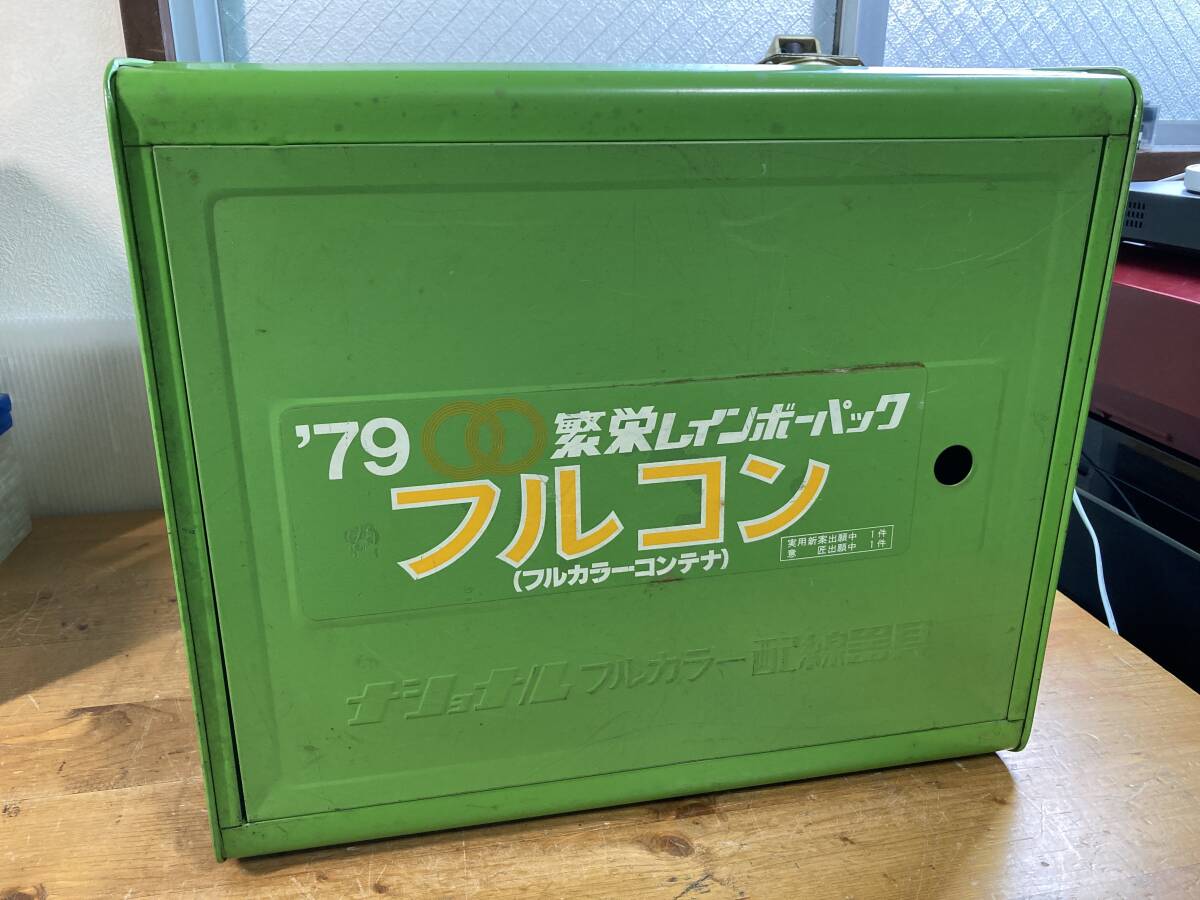 '79 繁栄レインボーパック
フルコン
(フルカラー・コンテナ)
実用新案出願中 1件
意 匠出願中 1件
ナショナル フルカラー 配線器具